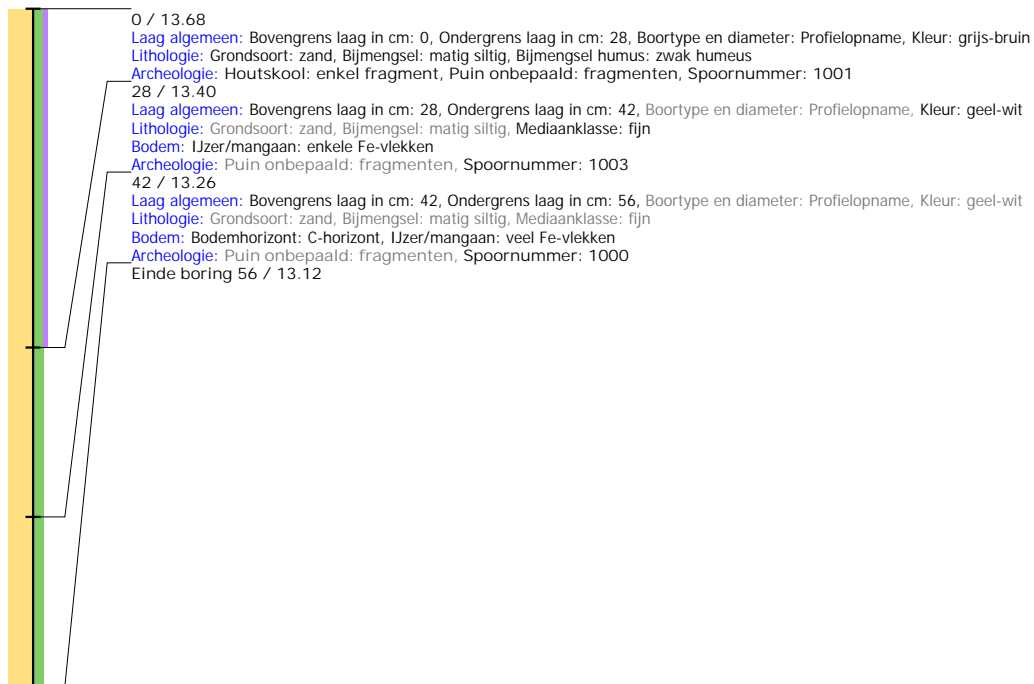 0 / 13.68
Laag algemeen: Bovengrens laag in cm: 0, Ondergrens laag in cm: 28, Boortype en diameter: Profielopname, Kleur: grijs-bruin
Lithologie: Grondsoort: zand, Bijmengsel: matig siltig, Bijmengsel humus: zwak humeus
Archeologie: Houtskool: enkel fragment, Puin onbepaald: fragmenten, Spoornummer: 1001
28 / 13.40
Laag algemeen: Bovengrens laag in cm: 28, Ondergrens laag in cm: 42, Boortype en diameter: Profielopname, Kleur: geel-wit
Lithologie: Grondsoort: zand, Bijmengsel: matig siltig, Mediaanklasse: fijn
Bodem: IJzer/mangaan: enkele Fe-vlekken
Archeologie: Puin onbepaald: fragmenten, Spoornummer: 1003
42 / 13.26
Laag algemeen: Bovengrens laag in cm: 42, Ondergrens laag in cm: 56, Boortype en diameter: Profielopname, Kleur: geel-wit
Lithologie: Grondsoort: zand, Bijmengsel: matig siltig, Mediaanklasse: fijn
Bodem: Bodemhorizont: C-horizont, IJzer/mangaan: veel Fe-vlekken
Archeologie: Puin onbepaald: fragmenten, Spoornummer: 1000
Einde boring 56 / 13.12